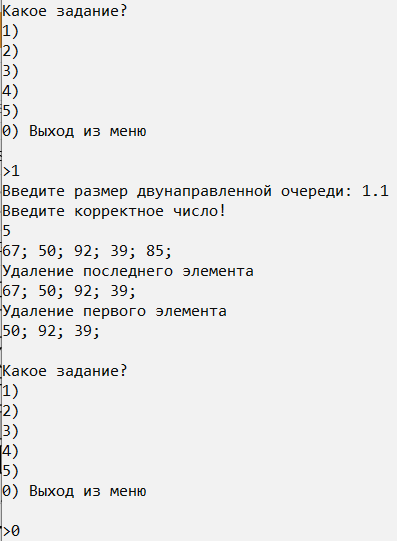 Какое задание?
1)
2)
3)
4)
5)
0) Выход из меню
>1
Введите размер двунаправленной очереди: 1.1
Введите корректное число!
5
67; 50; 92; 39; 85;
Удаление последнего элемента
67; 50; 92; 39;
Удаление первого элемента
50; 92; 39;
Какое задание?
1)
2)
3)
4)
5)
0) Выход из меню
>0